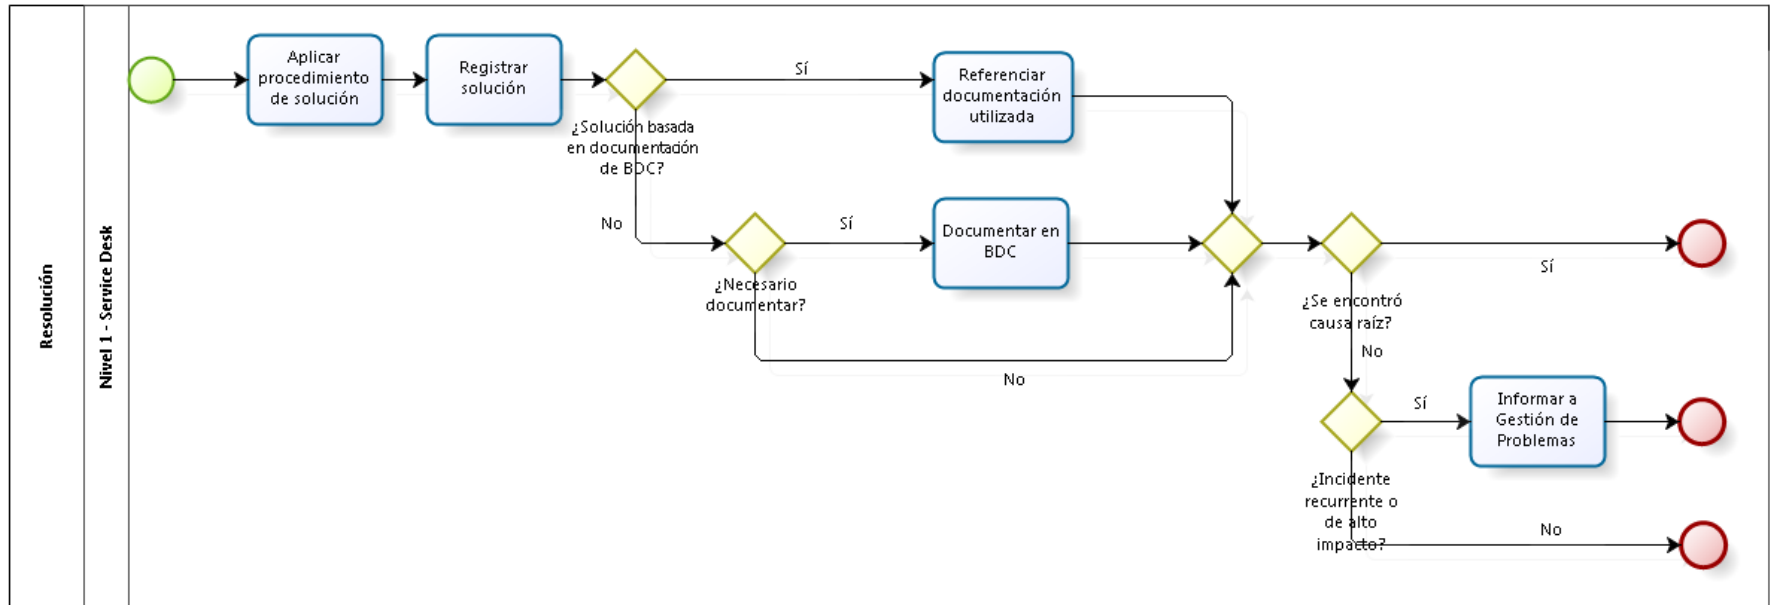 Resolución
Nivel 1 - Service Desk
Aplicar
procedimiento
de solución
Registrar
solución
¿Solución basada
en documentación
de BDC?
Sí
Referenciar
documentación
utilizada
No
¿Necesario
documentar?
Sí
Documentar en
BDC
No
¿Se encontró
causa raíz?
Sí
No
¿Incidente
recurrente o
de alto
impacto?
Sí
Informar a
Gestión de
Problemas
No